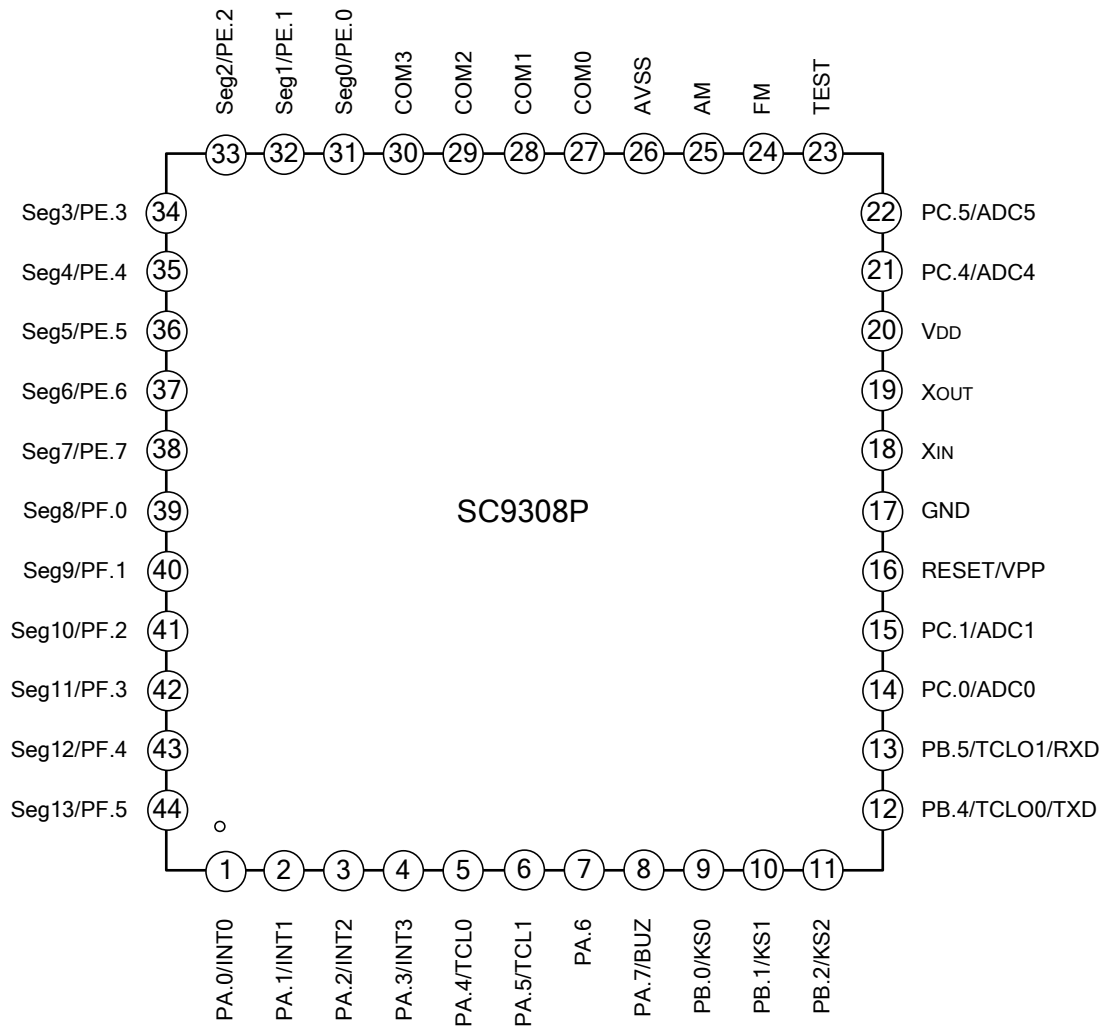 Seg2/PE.2
Seg1/PE.1
Seg0/PE.0
COM3
COM2
COM1
COM0
AVSS
AM
FM
TEST
33
32
31
30
29
28
27
26
25
24
23
Seg3/PE.3
34
22
PC.5/ADC5
Seg4/PE.4
35
21
PC.4/ADC4
Seg5/PE.5
36
20
VDD
Seg6/PE.6
37
19
XOUT
Seg7/PE.7
38
18
XIN
Seg8/PF.0
39
SC9308P
17
GND
Seg9/PF.1
40
16
RESET/VPP
Seg10/PF.2
41
15
PC.1/ADC1
Seg11/PF.3
42
14
PC.0/ADC0
Seg12/PF.4
43
13
PB.5/TCLO1/RXD
Seg13/PF.5
44
12
PB.4/TCLO0/TXD
1
2
3
4
5
6
7
8
9
10
11
PA.0/INT0
PA.1/INT1
PA.2/INT2
PA.3/INT3
PA.4/TCL0
PA.5/TCL1
PA.6
PA.7/BUZ
PB.0/KS0
PB.1/KS1
PB.2/KS2